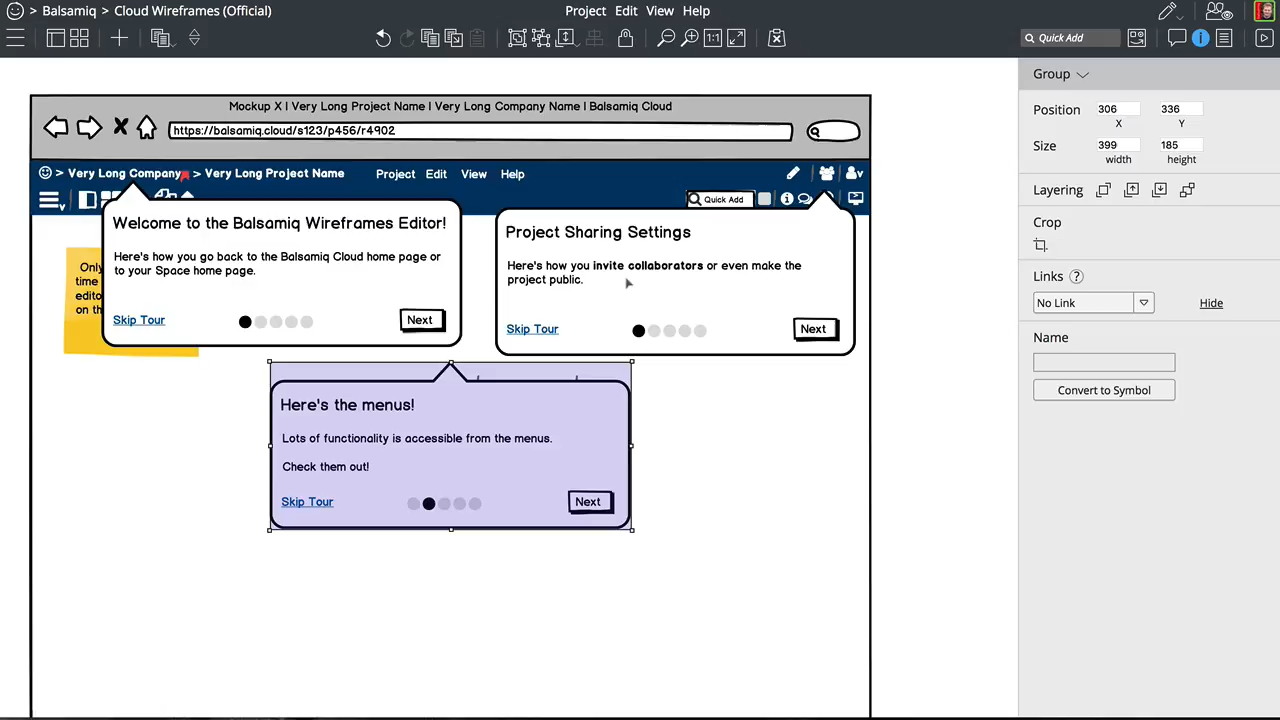 > Balsamiq > Cloud Wireframes (Official)
Project Edit View Help
Quick Add
Mockup X | Very Long Project Name | Very Long Company Name | Balsamiq Cloud
https://balsamiq.cloud/s123/p456/r4902
> Very Long Company > Very Long Project Name
Project Edit View Help
Quick Add
Only
time
edito
on th
Welcome to the Balsamiq Wireframes Editor!
Here's how you go back to the Balsamiq Cloud home page or
to your Space home page.
Skip Tour
Next
Project Sharing Settings
Here's how you invite collaborators or even make the
project public.
Skip Tour
Next
Here's the menus!
Lots of functionality is accessible from the menus.
Check them out!
Skip Tour
Next
Group
Position 306 336
X Y
Size 399 185
width height
Layering
Crop
Links ?
No Link Hide
Name
Convert to Symbol